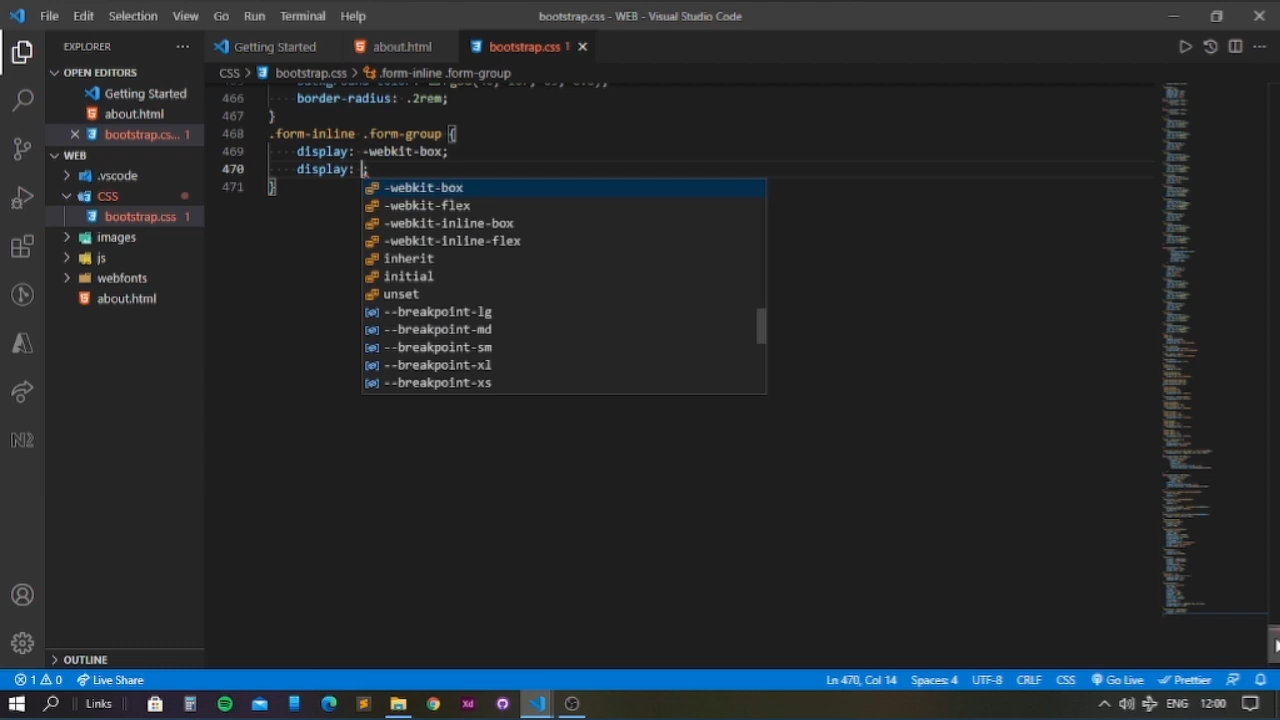 File Edit Selection View Go Run Terminal Help
bootstrap.css - WEB - Visual Studio Code
EXPLORER
Getting Started
about.html
bootstrap.css 1
OPEN EDITORS
CSS > bootstrap.css > .form-inline .form-group
Getting Started
about.html
bootstrap.cs... 1
WEB
.vscode
CSS
bootstrap.css 1
images
js
webfonts
about.html
466 border-radius: .2rem;
467 }
468 .form-inline .form-group {
469 display: -webkit-box;
470 display: ;
471 }
-webkit-box
-webkit-flex
-webkit-inline-box
-webkit-inline-flex
inherit
initial
unset
--breakpoint-lg
--breakpoint-md
--breakpoint-sm
--breakpoint-xl
--breakpoint-xs
OUTLINE
1 0 Live Share
Ln 470, Col 14 Spaces: 4 UTF-8 CRLF CSS Go Live Prettier
Links
Xd
ENG 12:00